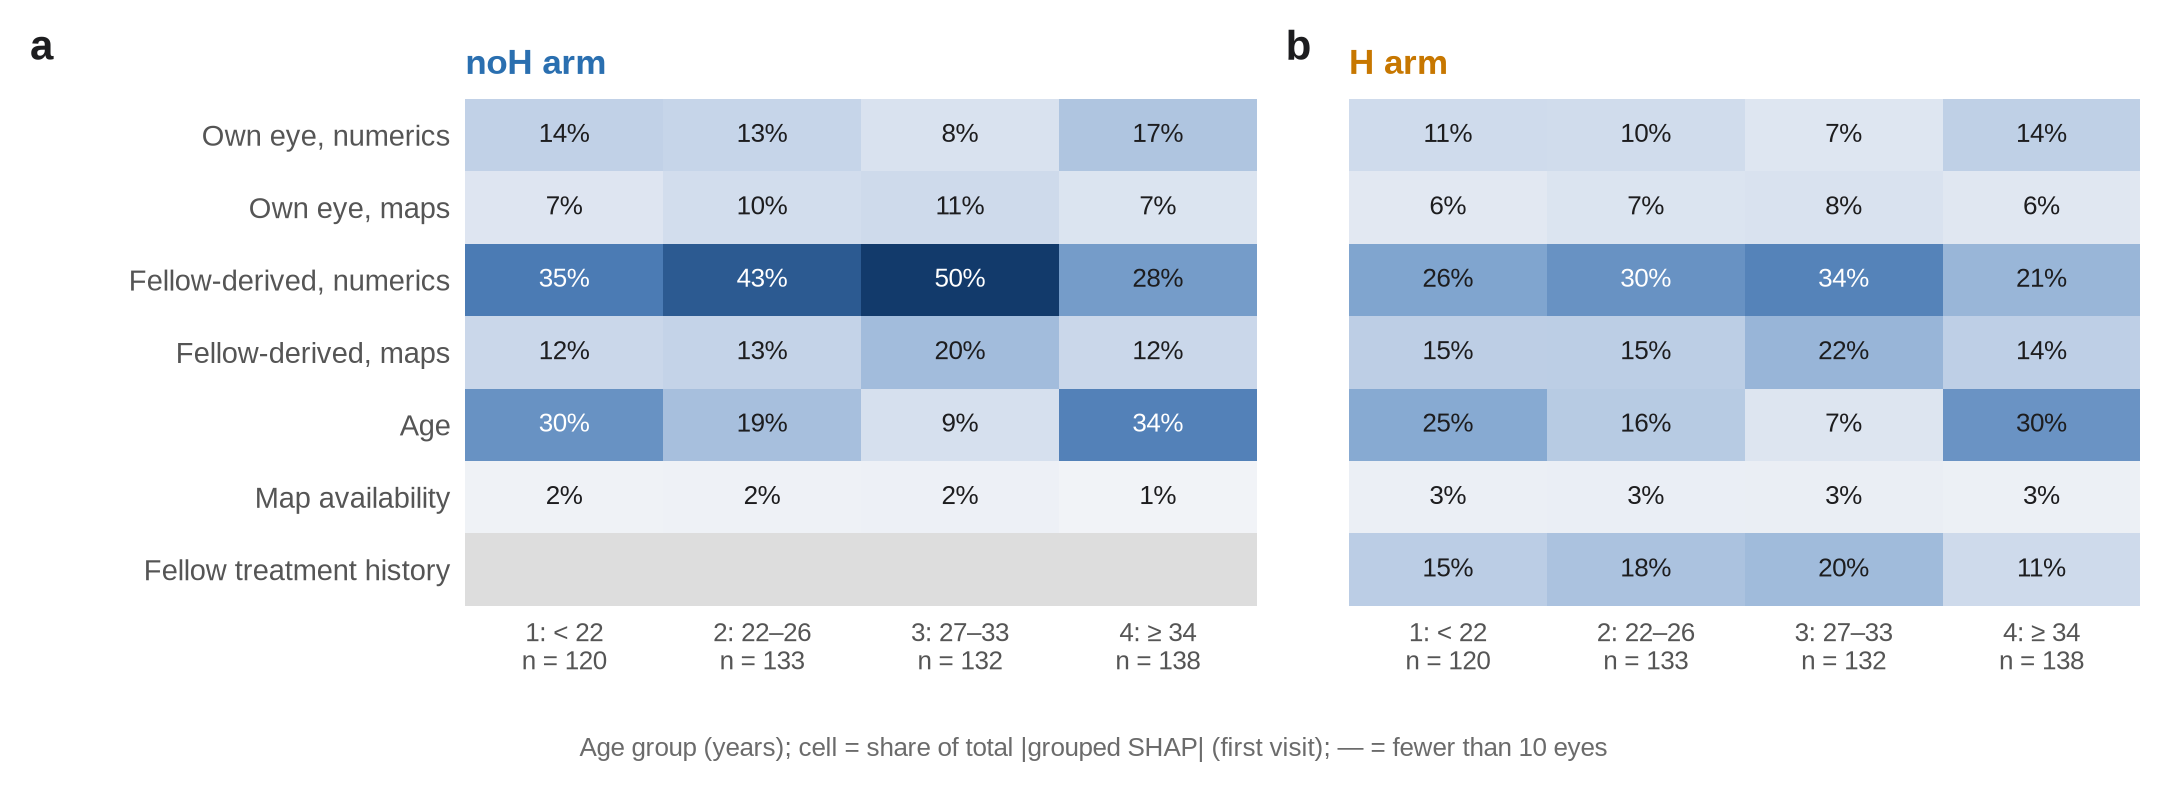 a
noH arm
b
H arm
Own eye, numerics 14% 13% 8% 17% 11% 10% 7% 14%
Own eye, maps 7% 10% 11% 7% 6% 7% 8% 6%
Fellow-derived, numerics 35% 43% 50% 28% 26% 30% 34% 21%
Fellow-derived, maps 12% 13% 20% 12% 15% 15% 22% 14%
Age 30% 19% 9% 34% 25% 16% 7% 30%
Map availability 2% 2% 2% 1% 3% 3% 3% 3%
Fellow treatment history 15% 18% 20% 11%
1: < 22 2: 22–26 3: 27–33 4: ≥ 34 1: < 22 2: 22–26 3: 27–33 4: ≥ 34
n = 120 n = 133 n = 132 n = 138 n = 120 n = 133 n = 132 n = 138
Age group (years); cell = share of total |grouped SHAP| (first visit); — = fewer than 10 eyes